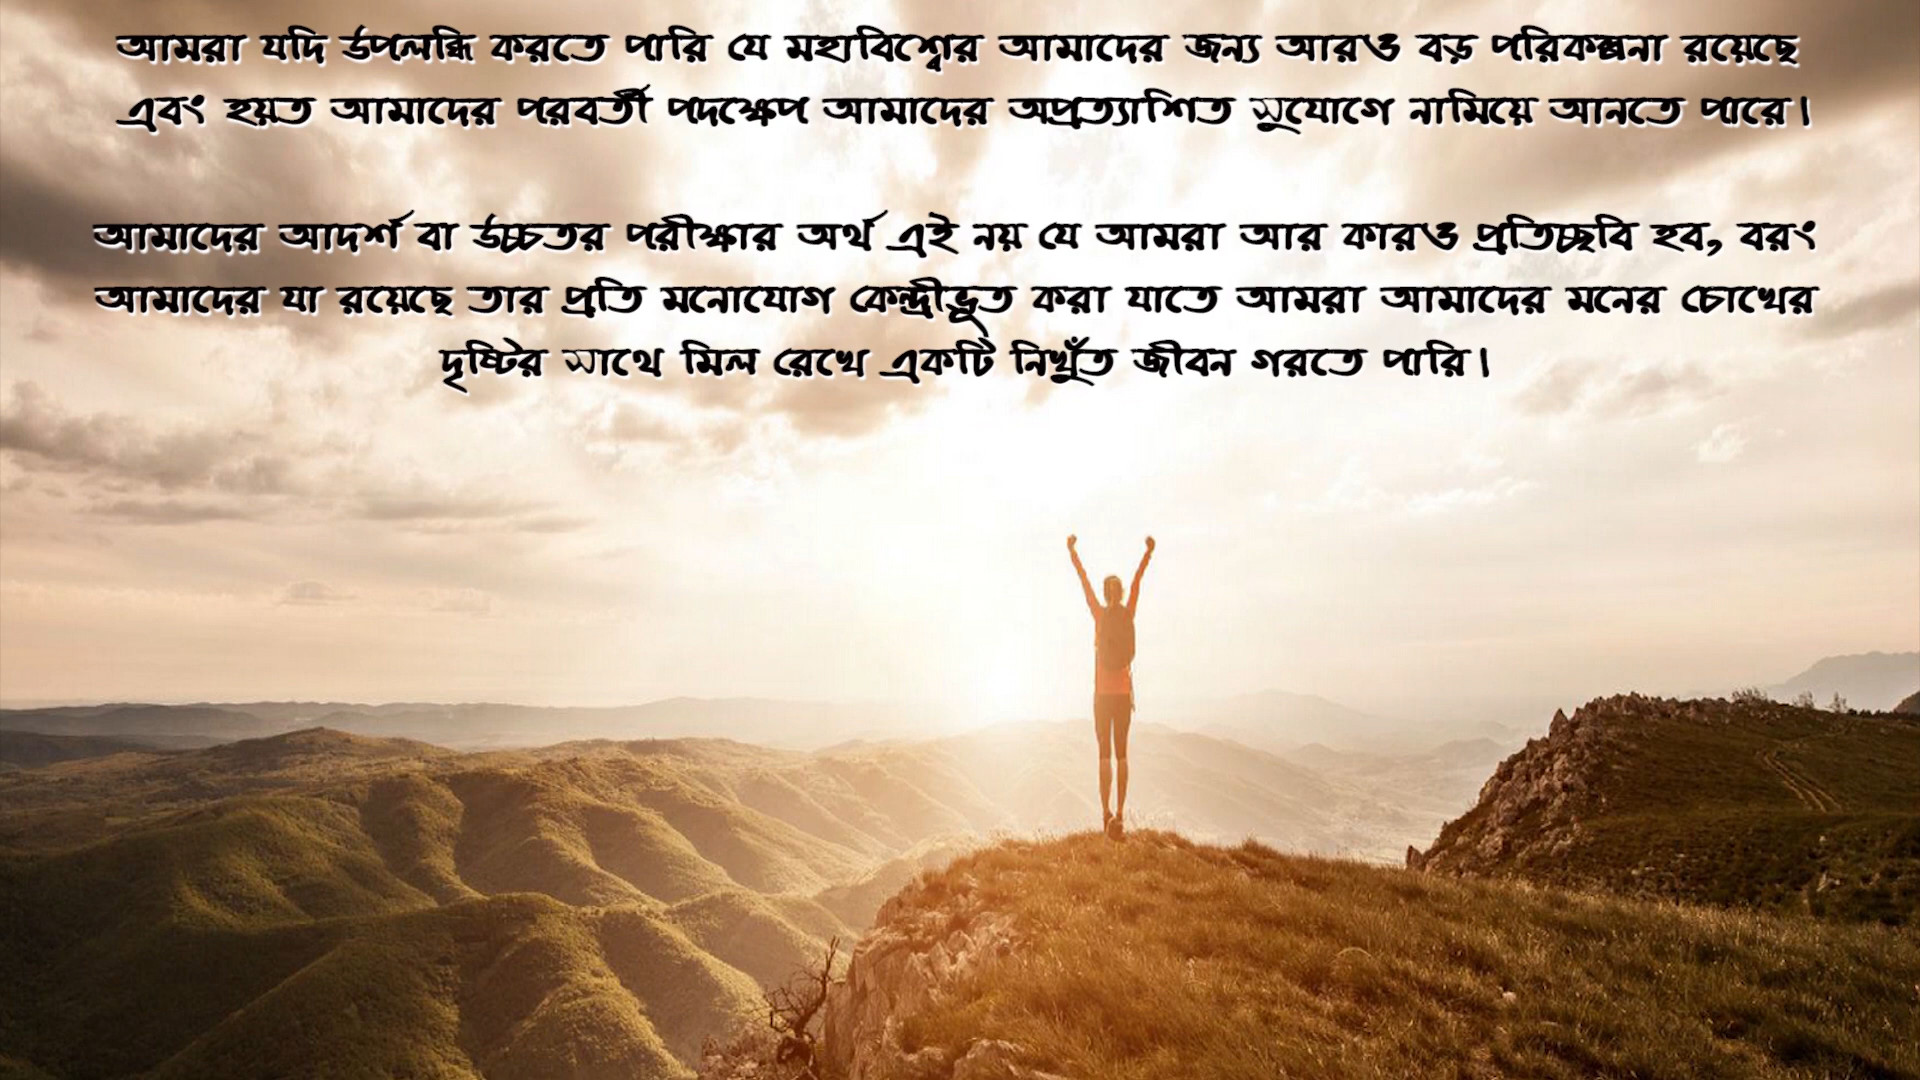 আমরা যদি উপলব্ধি করতে পারি যে মহাবিশ্বের আমাদের জন্য আরও বড় পরিকল্পনা রয়েছে
এবং হয়ত আমাদের পরবর্তী পদক্ষেপ আমাদের অপ্রত্যাশিত সুযোগে নামিয়ে আনতে পারে।
আমাদের আদর্শ বা উচ্চতর পরীক্ষার অর্থ এই নয় যে আমরা আর কারও প্রতিচ্ছবি হব, বরং
আমাদের যা রয়েছে তার প্রতি মনোযোগ কেন্দ্রীভূত করা যাতে আমরা আমাদের মনের চোখের
দৃষ্টির সাথে মিল রেখে একটি নিখুঁত জীবন গরতে পারি।